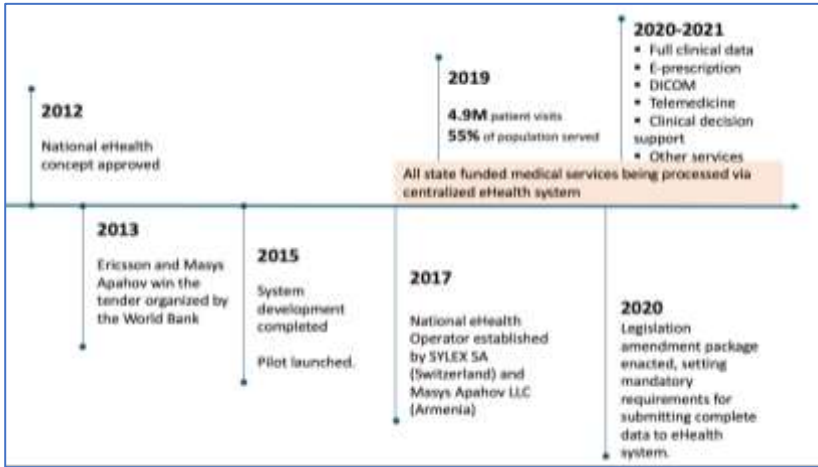 2012
National eHealth
concept approved
2013
Ericsson and Masys
Apahov win the
tender organized by
the World Bank
2015
System
development
completed
Pilot launched.
2017
National eHealth
Operator established
by SYLEX SA
(Switzerland) and
Masys Apahov LLC
(Armenia)
2019
4.9M patient visits
55% of population served
All state funded medical services being processed via
centralized eHealth system
2020-2021
▪ Full clinical data
▪ E-prescription
▪ DICOM
▪ Telemedicine
▪ Clinical decision
support
▪ Other services
2020
Legislation
amendment package
enacted, setting
mandatory
requirements for
submitting complete
data to eHealth
system.